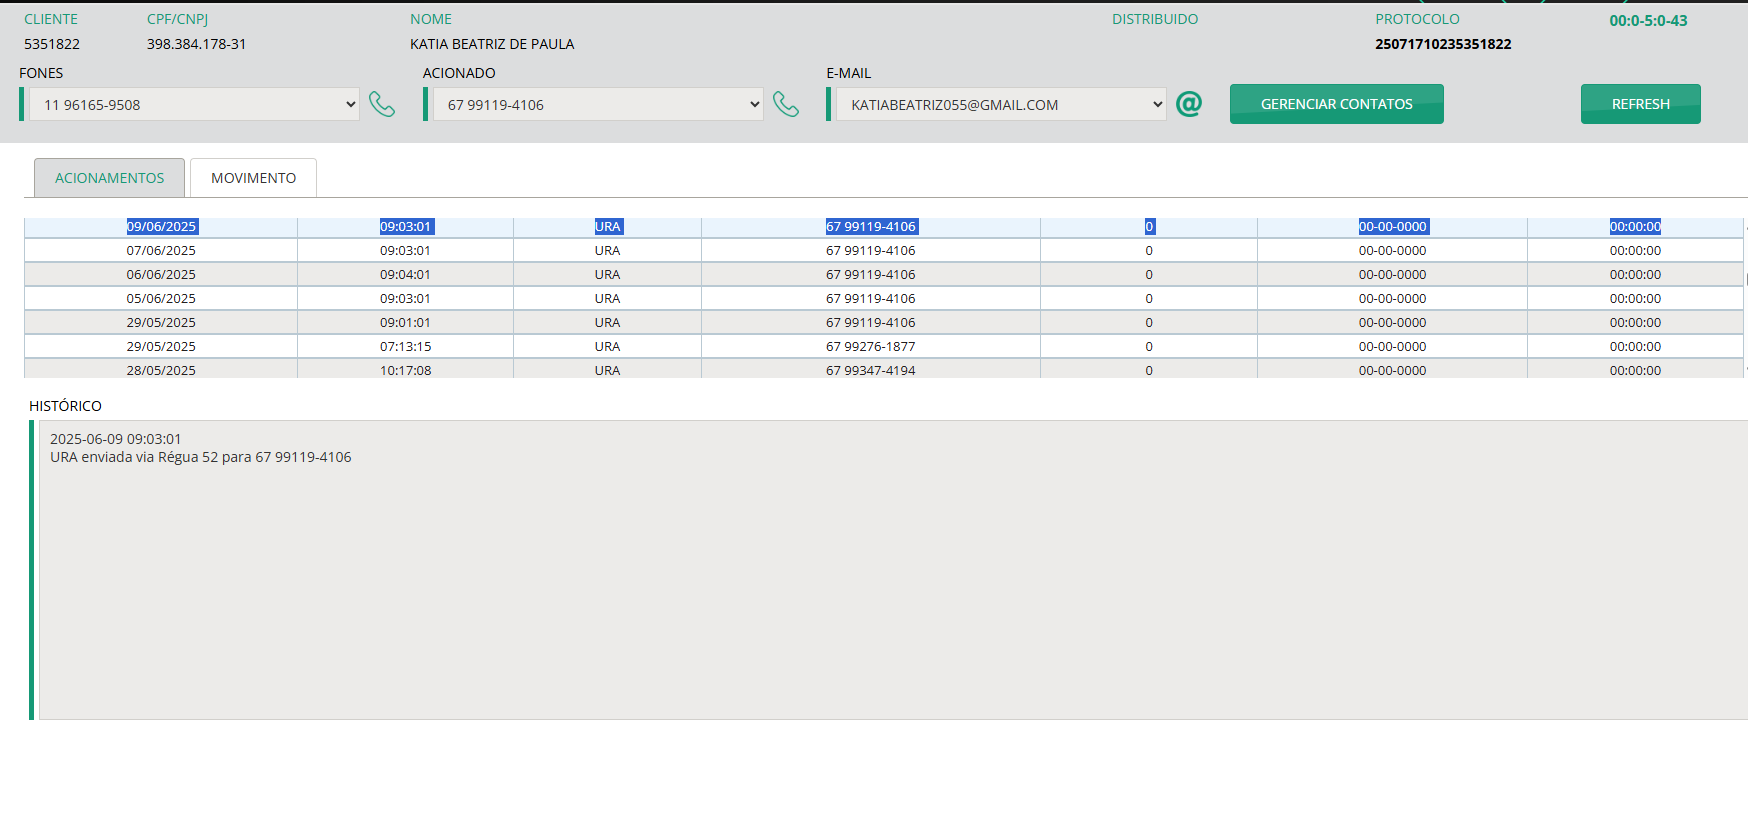 CLIENTE CPF/CNPJ NOME DISTRIBUIDO PROTOCOLO 00:0-5:0-43
5351822 398.384.178-31 KATIA BEATRIZ DE PAULA 25071710235351822
FONES ACIONADO E-MAIL
11 96165-9508 67 99119-4106 KATIABEATRIZ055@GMAIL.COM @ GERENCIAR CONTATOS REFRESH
ACIONAMENTOS MOVIMENTO
09/06/2025 09:03:01 URA 67 99119-4106 0 00-00-0000 00:00:00
07/06/2025 09:03:01 URA 67 99119-4106 0 00-00-0000 00:00:00
06/06/2025 09:04:01 URA 67 99119-4106 0 00-00-0000 00:00:00
05/06/2025 09:03:01 URA 67 99119-4106 0 00-00-0000 00:00:00
29/05/2025 09:01:01 URA 67 99119-4106 0 00-00-0000 00:00:00
29/05/2025 07:13:15 URA 67 99276-1877 0 00-00-0000 00:00:00
28/05/2025 10:17:08 URA 67 99347-4194 0 00-00-0000 00:00:00
HISTÓRICO
2025-06-09 09:03:01
URA enviada via Régua 52 para 67 99119-4106